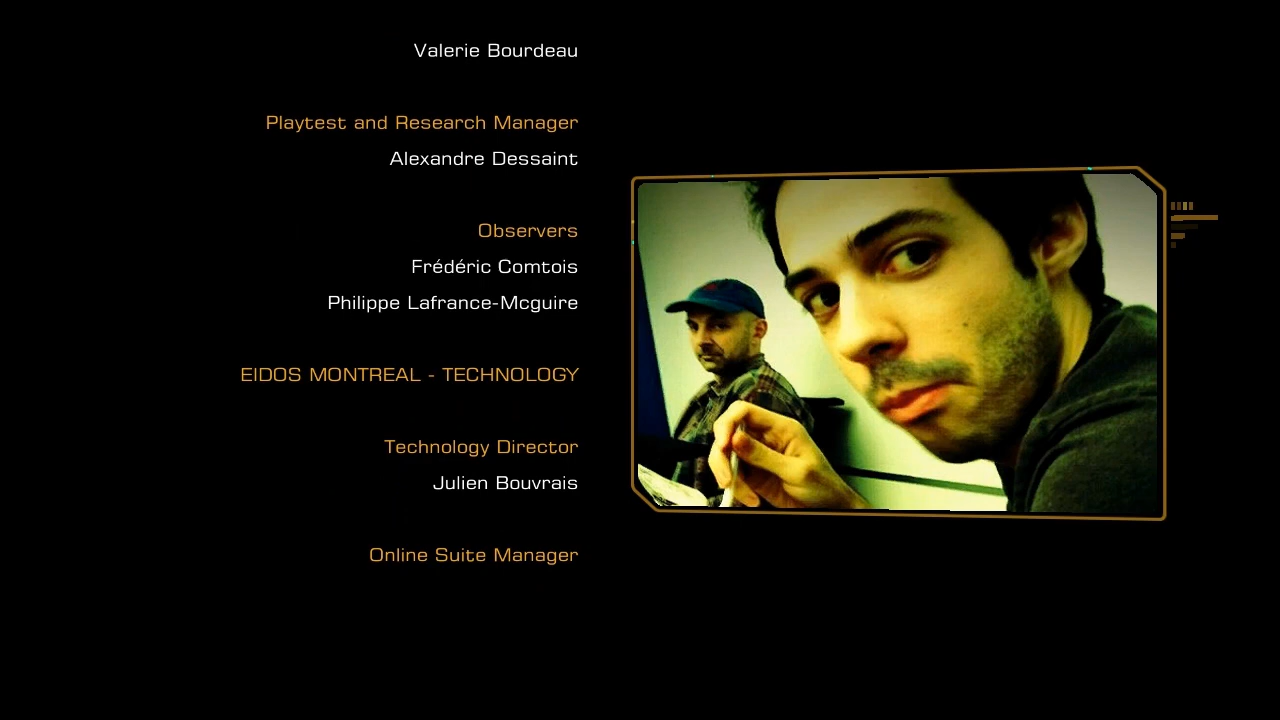 Valerie Bourdeau
Playtest and Research Manager
Alexandre Dessaint
Observers
Frédéric Comtois
Philippe Lafrance-Mcguire
EIDOS MONTREAL - TECHNOLOGY
Technology Director
Julien Bouvrais
Online Suite Manager